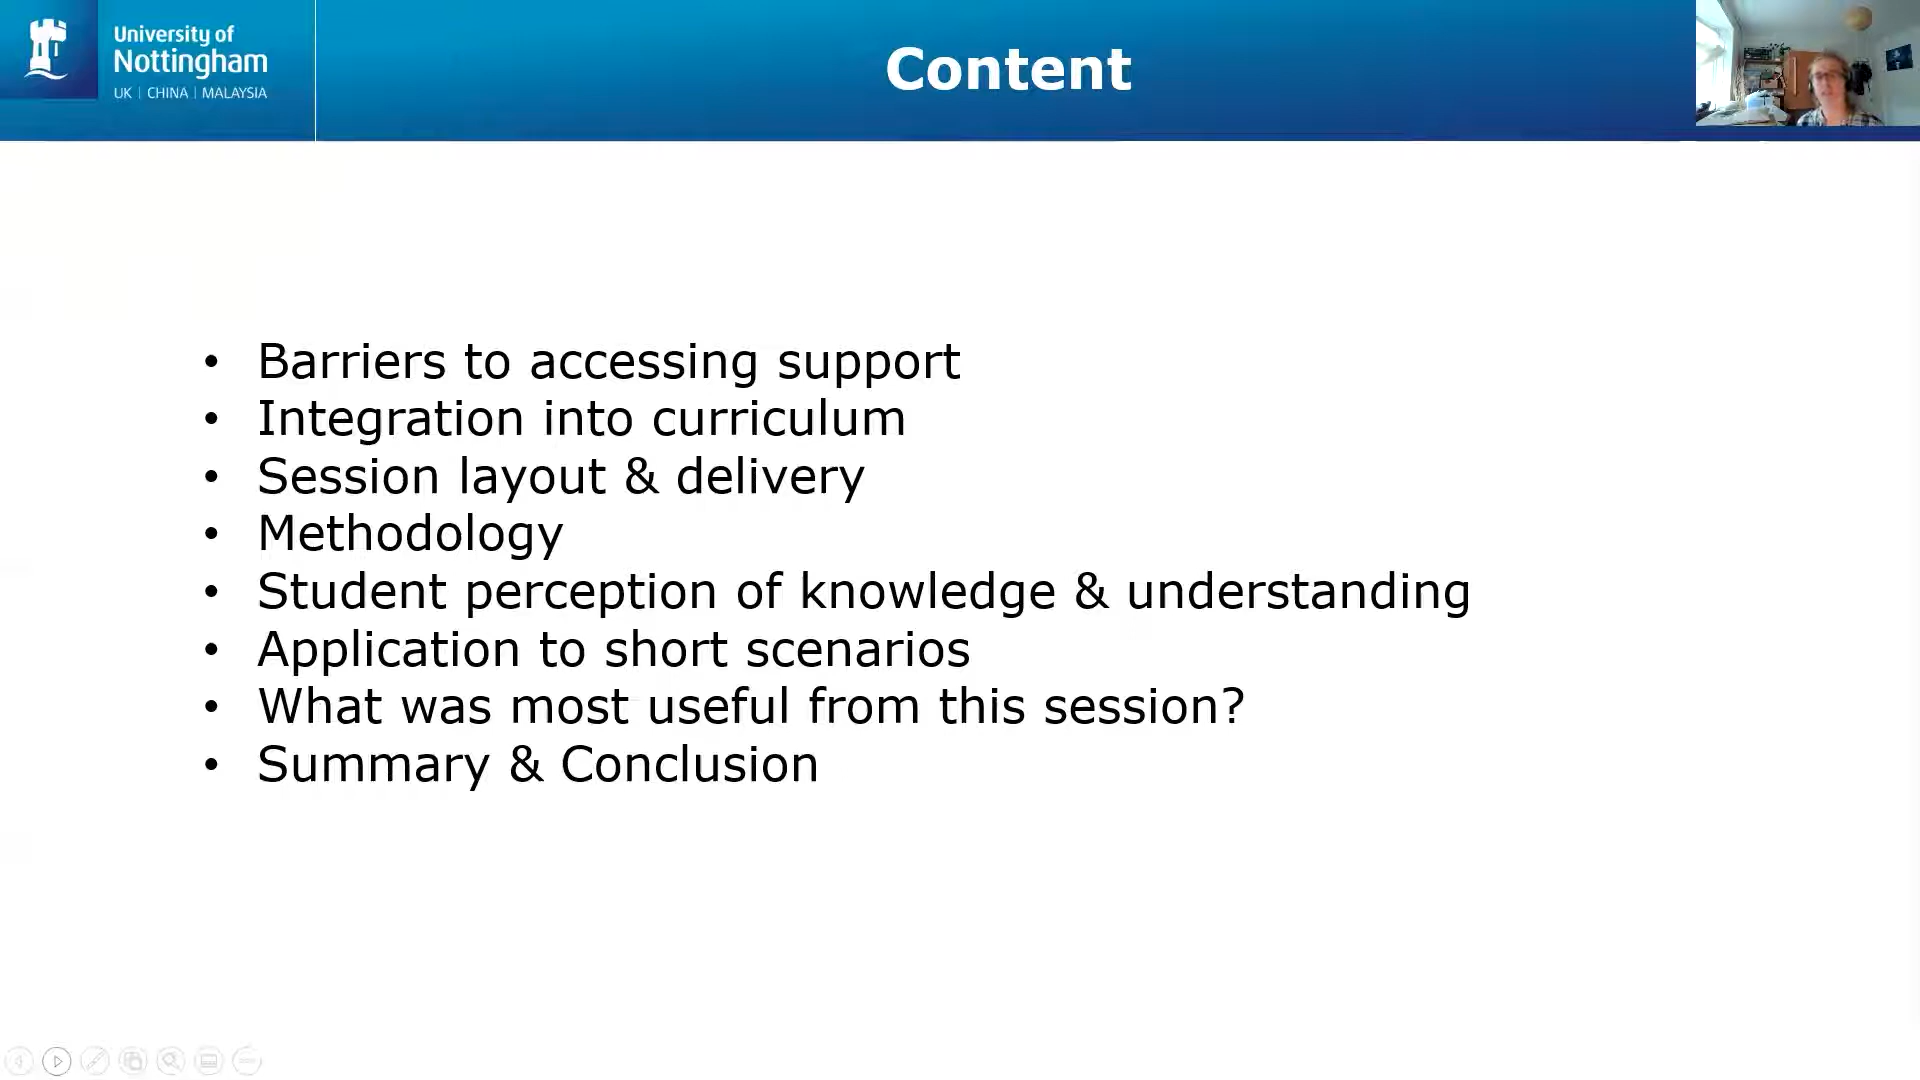 University of
Nottingham
UK | CHINA | MALAYSIA
Content
• Barriers to accessing support
• Integration into curriculum
• Session layout & delivery
• Methodology
• Student perception of knowledge & understanding
• Application to short scenarios
• What was most useful from this session?
• Summary & Conclusion